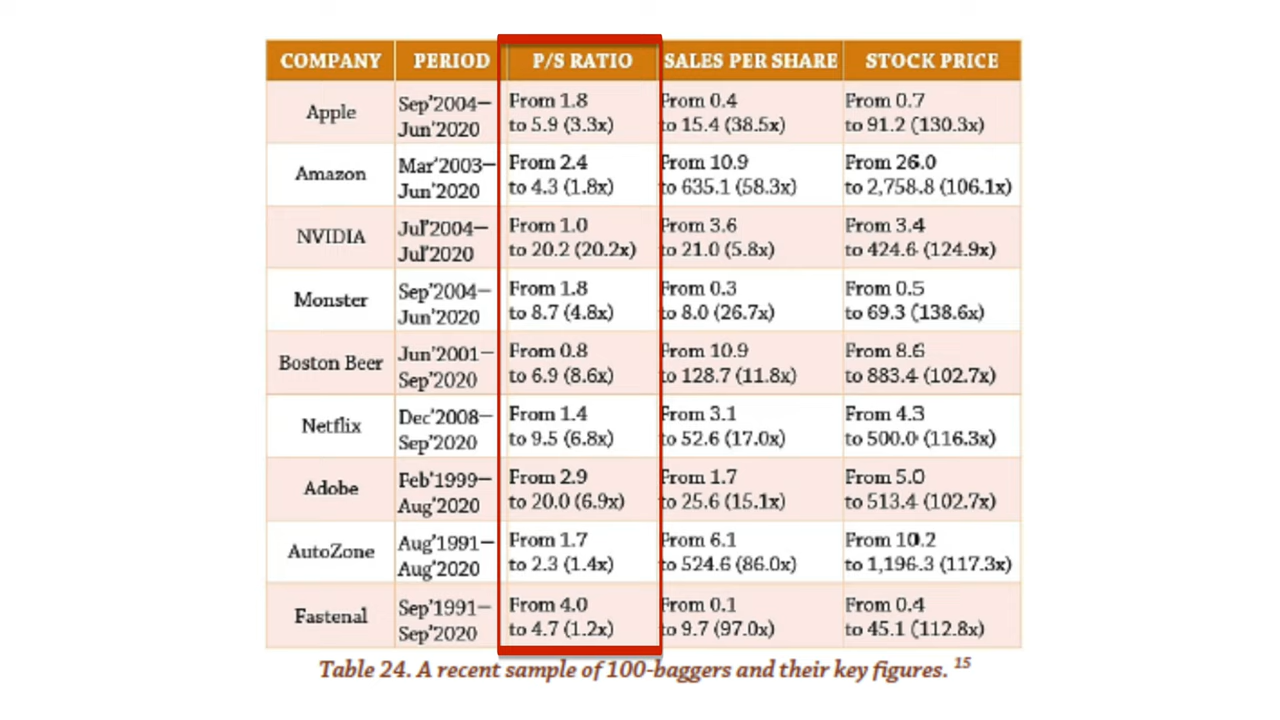 COMPANY PERIOD P/S RATIO SALES PER SHARE STOCK PRICE
Apple
Sep'2004–
Jun'2020
From 1.8
to 5.9 (3.3x)
From 0.4
to 15.4 (38.5x)
From 0.7
to 91.2 (130.3x)
Amazon
Mar'2003–
Jun'2020
From 2.4
to 4.3 (1.8x)
From 10.9
to 635.1 (58.3x)
From 26.0
to 2,758.8 (106.1x)
NVIDIA
Jul'2004–
Jul'2020
From 1.0
to 20.2 (20.2x)
From 3.6
to 21.0 (5.8x)
From 3.4
to 424.6 (124.9x)
Monster
Sep'2004–
Jun'2020
From 1.8
to 8.7 (4.8x)
From 0.3
to 8.0 (26.7x)
From 0.5
to 69.3 (138.6x)
Boston Beer
Jun'2001–
Sep'2020
From 0.8
to 6.9 (8.6x)
From 10.9
to 128.7 (11.8x)
From 8.6
to 883.4 (102.7x)
Netflix
Dec'2008–
Sep'2020
From 1.4
to 9.5 (6.8x)
From 3.1
to 52.6 (17.0x)
From 4.3
to 500.0 (116.3x)
Adobe
Feb'1999–
Aug'2020
From 2.9
to 20.0 (6.9x)
From 1.7
to 25.6 (15.1x)
From 5.0
to 513.4 (102.7x)
AutoZone
Aug'1991–
Aug'2020
From 1.7
to 2.3 (1.4x)
From 6.1
to 524.6 (86.0x)
From 10.2
to 1,196.3 (117.3x)
Fastenal
Sep'1991–
Sep'2020
From 4.0
to 4.7 (1.2x)
From 0.1
to 9.7 (97.0x)
From 0.4
to 45.1 (112.8x)
Table 24. A recent sample of 100-baggers and their key figures. 15